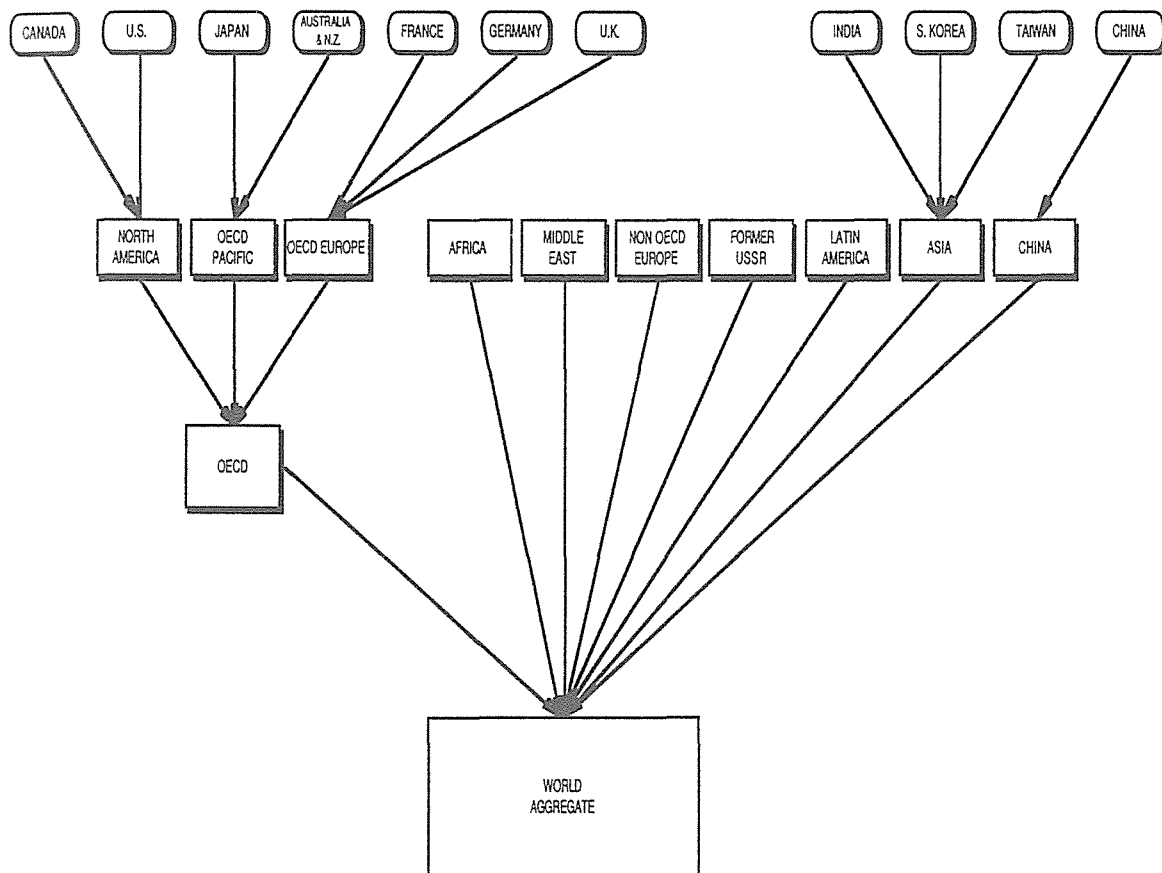 CANADA
U.S.
JAPAN
AUSTRALIA
& N.Z.
FRANCE
GERMANY
U.K.
INDIA
S. KOREA
TAIWAN
CHINA
NORTH
AMERICA
OECD
PACIFIC
OECD EUROPE
AFRICA
MIDDLE
EAST
NON OECD
EUROPE
FORMER
USSR
LATIN
AMERICA
ASIA
CHINA
OECD
WORLD
AGGREGATE